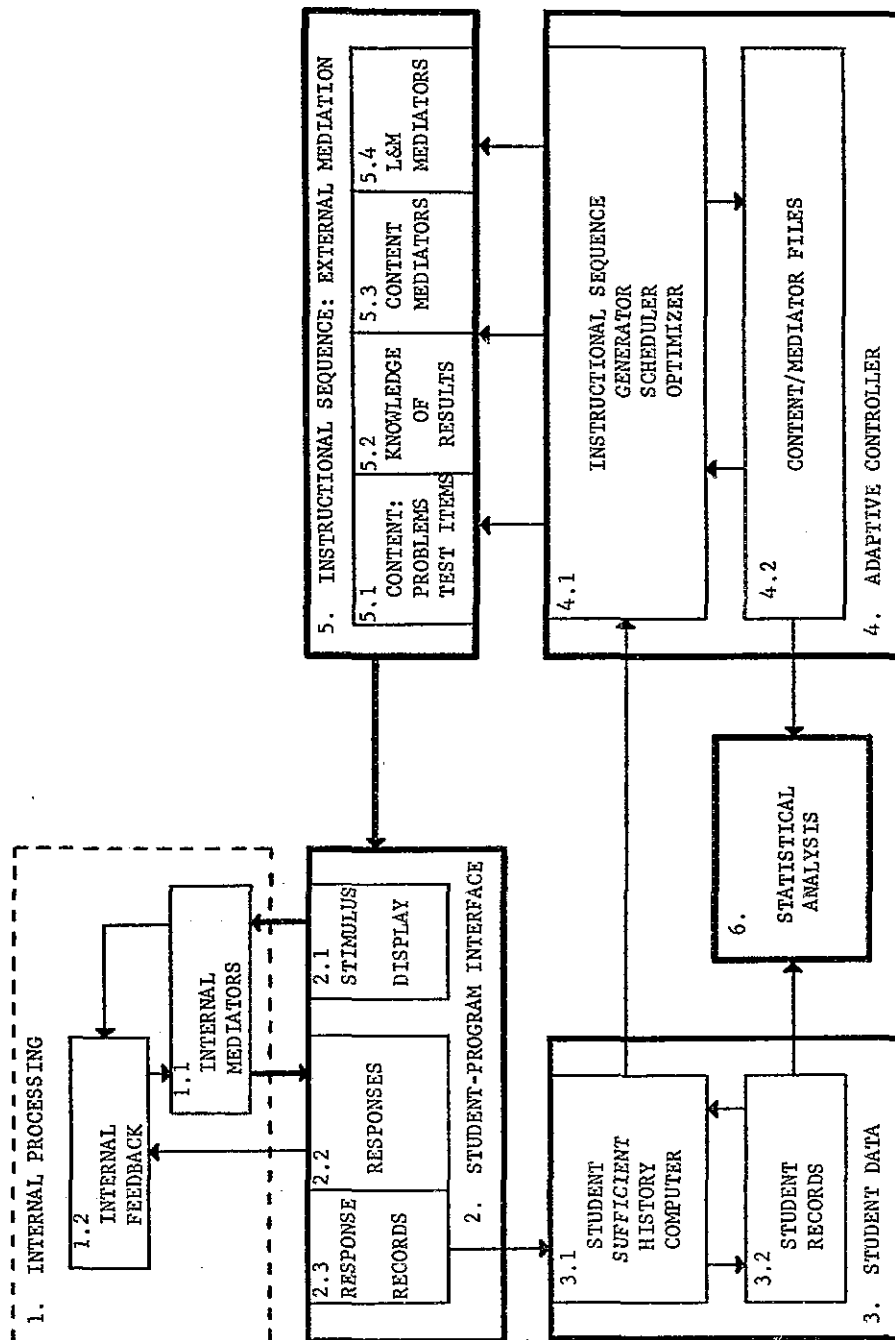 1. INTERNAL PROCESSING
1.2
INTERNAL
FEEDBACK
1.1
INTERNAL
MEDIATORS
2.3
RESPONSE
RECORDS
2.2
RESPONSES
2.1
STIMULUS
DISPLAY
2. STUDENT-PROGRAM INTERFACE
3.1
STUDENT
SUFFICIENT
HISTORY
COMPUTER
3.2
STUDENT
RECORDS
3. STUDENT DATA
6.
STATISTICAL
ANALYSIS
5. INSTRUCTIONAL SEQUENCE: EXTERNAL MEDIATION
5.1
CONTENT:
PROBLEMS
TEST ITEMS
5.2
KNOWLEDGE
OF
RESULTS
5.3
CONTENT
MEDIATORS
5.4
L&M
MEDIATORS
4.1
INSTRUCTIONAL SEQUENCE
GENERATOR
SCHEDULER
OPTIMIZER
4.2
CONTENT/MEDIATOR FILES
4. ADAPTIVE CONTROLLER